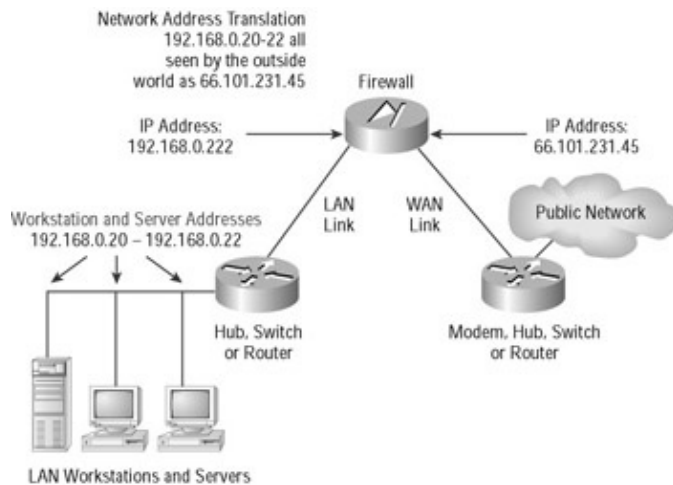 Network Address Translation
192.168.0.20-22 all
seen by the outside
world as 66.101.231.45
Firewall
IP Address:
192.168.0.222
IP Address:
66.101.231.45
LAN
Link
WAN
Link
Public Network
Workstation and Server Addresses
192.168.0.20 – 192.168.0.22
Hub, Switch
or Router
Modem, Hub, Switch
or Router
LAN Workstations and Servers